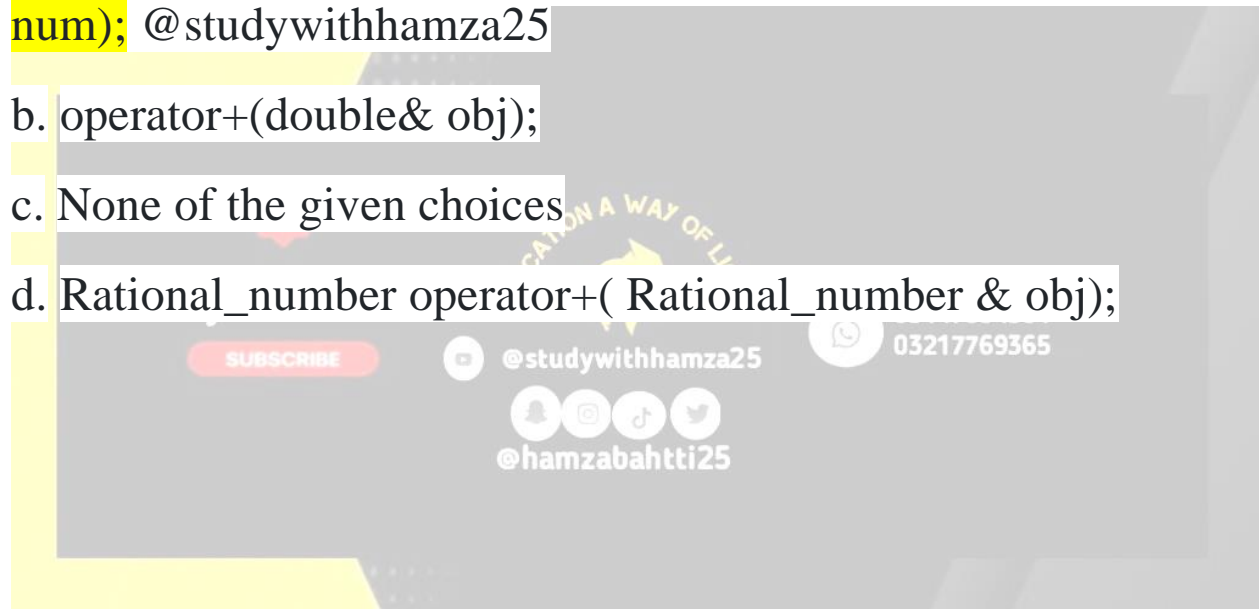 num); @studywithhamza25
b. operator+(double& obj);
c. None of the given choices
d. Rational_number operator+( Rational_number & obj);
SUBSCRIBE
@studywithhamza25
03217769365
@hamzabahtti25